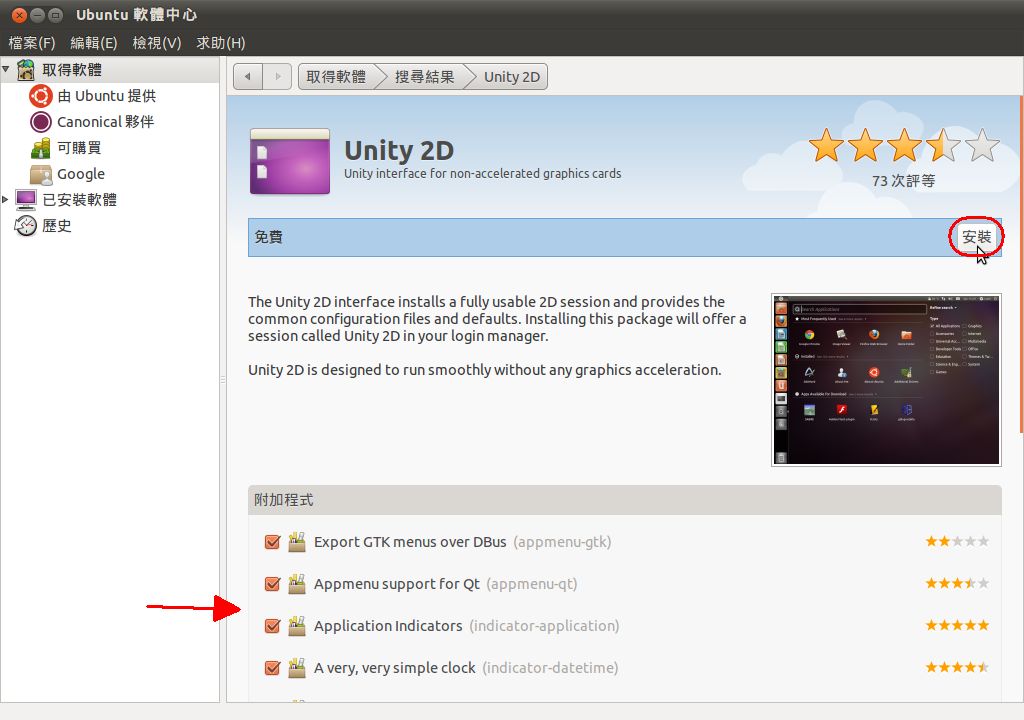 Ubuntu 軟體中心
檔案(F) 編輯(E) 檢視(V) 求助(H)
取得軟體
由 Ubuntu 提供
Canonical 夥伴
可購買
Google
已安裝軟體
歷史
取得軟體 搜尋結果 Unity 2D
Unity 2D
Unity interface for non-accelerated graphics cards
73 次評等
免費
安裝
The Unity 2D interface installs a fully usable 2D session and provides the
common configuration files and defaults. Installing this package will offer a
session called Unity 2D in your login manager.
Unity 2D is designed to run smoothly without any graphics acceleration.
附加程式
Export GTK menus over DBus (appmenu-gtk)
Appmenu support for Qt (appmenu-qt)
Application Indicators (indicator-application)
A very, very simple clock (indicator-datetime)